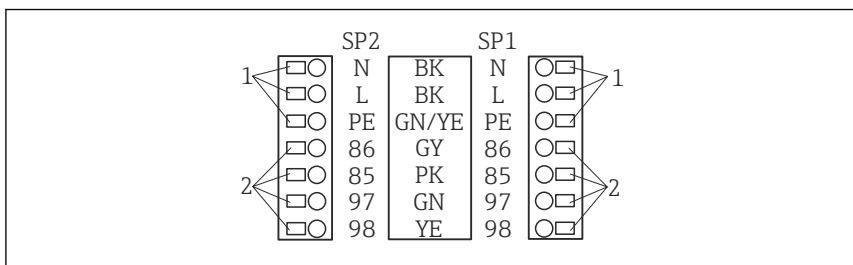 SP2 SP1
N BK N
1 L BK L 1
PE GN/YE PE
86 GY 86
85 PK 85
2 97 GN 97 2
98 YE 98